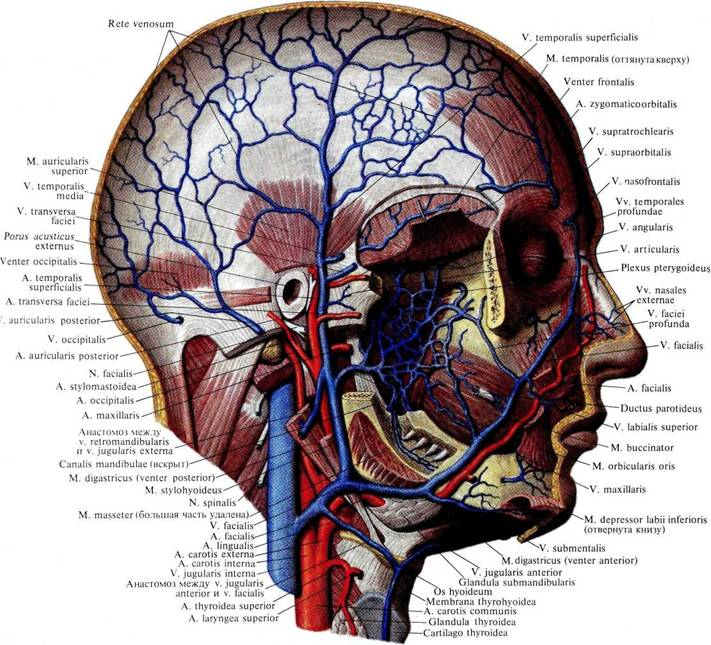 Rete venosum
M. auricularis
superior
V. temporalis
media
V. transversa
faciei
Porus acusticus
externus
Venter occipitalis
A. temporalis
superficialis
A. transversa faciei
V. auricularis posterior
V. occipitalis
A. auricularis posterior
N. facialis
A. stylomastoidea
A. occipitalis
A. maxillaris
Анастомоз между
v. retromandibularis
и v. jugularis externa
Canalis mandibulae (вскрыт)
M. digastricus (venter posterior)
M. stylohyoideus
N. spinalis
M. masseter (большая часть удалена)
V. facialis
A. facialis
A. lingualis
A. carotis externa
A. carotis interna
V. jugularis interna
Анастомоз между v. jugularis
anterior и v. facialis
A. thyroidea superior
A. laryngea superior
V. temporalis superficialis
M. temporalis (оттянута кверху)
Venter frontalis
A. zygomaticoorbitalis
V. supratrochlearis
V. supraorbitalis
V. nasofrontalis
Vv. temporales
profundae
V. angularis
V. articularis
Plexus pterygoideus
Vv. nasales
externae
V. faciei
profunda
V. facialis
A. facialis
Ductus parotideus
V. labialis superior
M. buccinator
M. orbicularis oris
V. maxillaris
M. depressor labii inferioris
(отвернута книзу)
V. submentalis
M. digastricus (venter anterior)
V. jugularis anterior
Glandula submandibularis
Os hyoideum
Membrana thyrohyoidea
A. carotis communis
Glandula thyroidea
Cartilago thyroidea